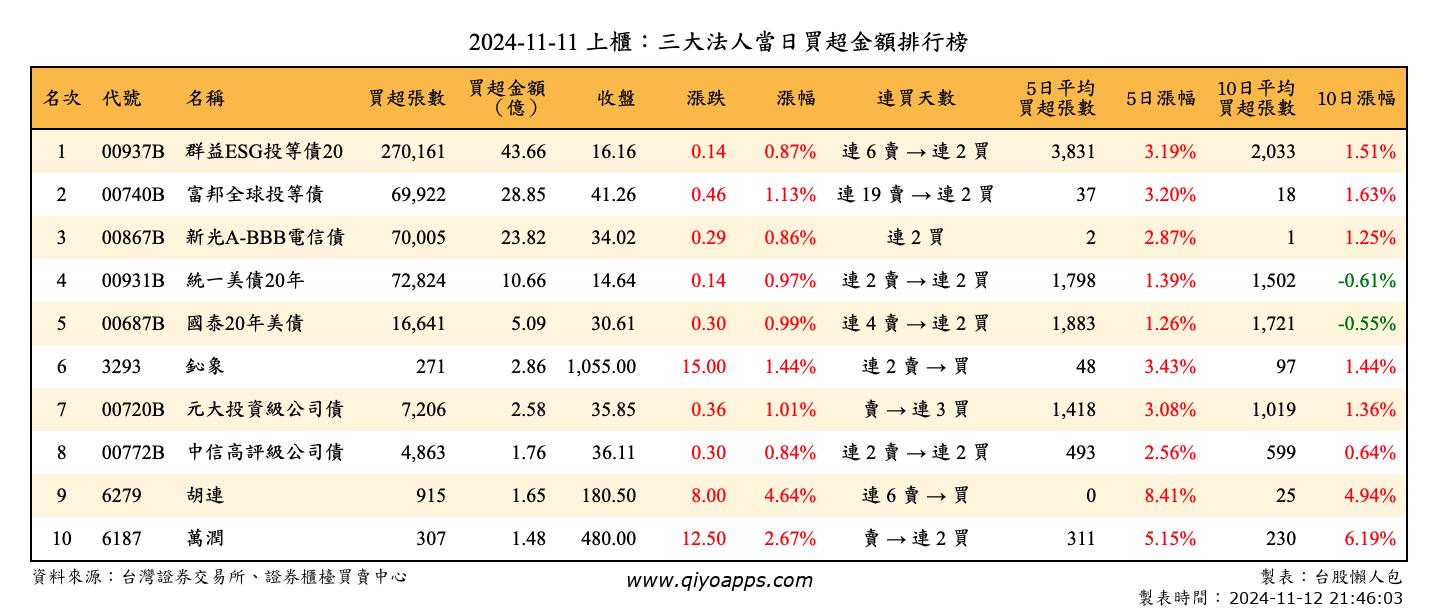 2024-11-11 上櫃：三大法人當日買超金額排行榜
名次 代號 名稱 買超張數 買超金額（億） 收盤 漲跌 漲幅 連買天數 5日平均買超張數 5日漲幅 10日平均買超張數 10日漲幅
1 00937B 群益ESG投等債20 270,161 43.66 16.16 0.14 0.87% 連 6 賣 → 連 2 買 3,831 3.19% 2,033 1.51%
2 00740B 富邦全球投等債 69,922 28.85 41.26 0.46 1.13% 連 19 賣 → 連 2 買 37 3.20% 18 1.63%
3 00867B 新光A-BBB電信債 70,005 23.82 34.02 0.29 0.86% 連 2 買 2 2.87% 1 1.25%
4 00931B 統一美債20年 72,824 10.66 14.64 0.14 0.97% 連 2 賣 → 連 2 買 1,798 1.39% 1,502 -0.61%
5 00687B 國泰20年美債 16,641 5.09 30.61 0.30 0.99% 連 4 賣 → 連 2 買 1,883 1.26% 1,721 -0.55%
6 3293 鈊象 271 2.86 1,055.00 15.00 1.44% 連 2 賣 → 買 48 3.43% 97 1.44%
7 00720B 元大投資級公司債 7,206 2.58 35.85 0.36 1.01% 賣 → 連 3 買 1,418 3.08% 1,019 1.36%
8 00772B 中信高評級公司債 4,863 1.76 36.11 0.30 0.84% 連 2 賣 → 連 2 買 493 2.56% 599 0.64%
9 6279 胡連 915 1.65 180.50 8.00 4.64% 連 6 賣 → 買 0 8.41% 25 4.94%
10 6187 萬潤 307 1.48 480.00 12.50 2.67% 賣 → 連 2 買 311 5.15% 230 6.19%
資料來源：台灣證券交易所、證券櫃檯買賣中心 www.qiyoapps.com 製表：台股懶人包
製表時間：2024-11-12 21:46:03